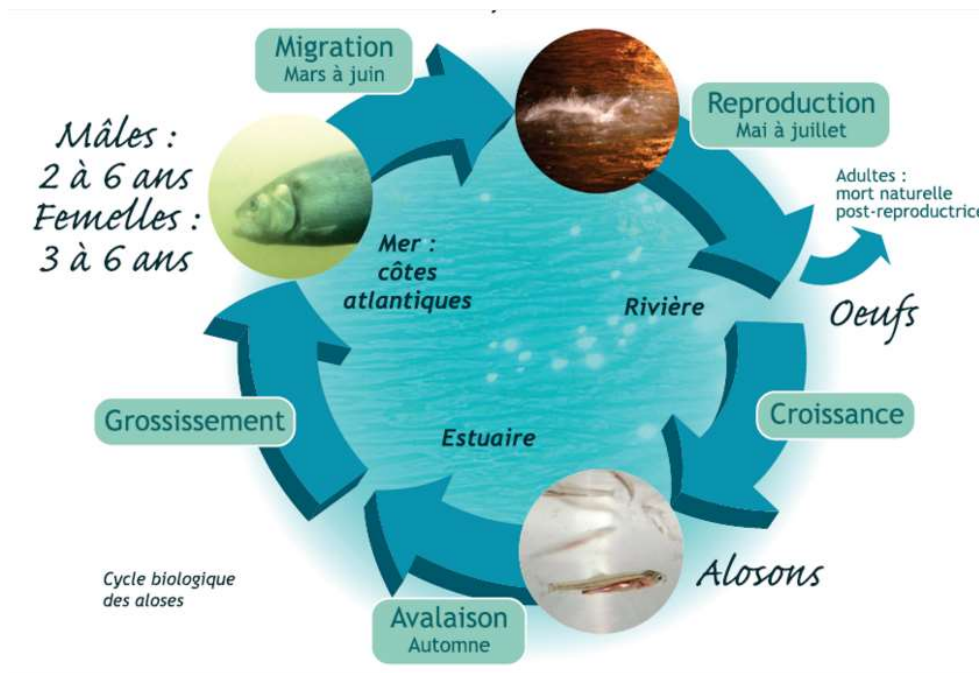 Migration
Mars à juin
Reproduction
Mai à juillet
Mâles :
2 à 6 ans
Femelles :
3 à 6 ans
Adultes :
mort naturelle
post-reproductrice
Mer :
côtes
atlantiques
Rivière
Oeufs
Grossissement
Croissance
Estuaire
Alosons
Cycle biologique
des aloses
Avalaison
Automne